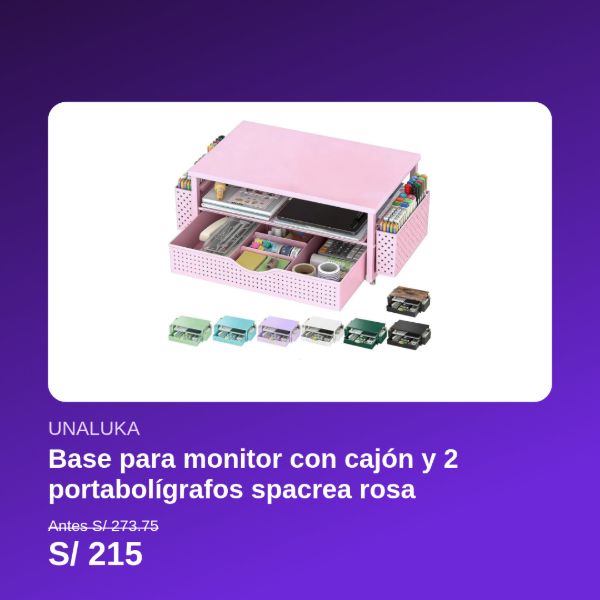 UNALUKA
Base para monitor con cajón y 2
portabolígrafos spacrea rosa
Antes S/ 273.75
S/ 215